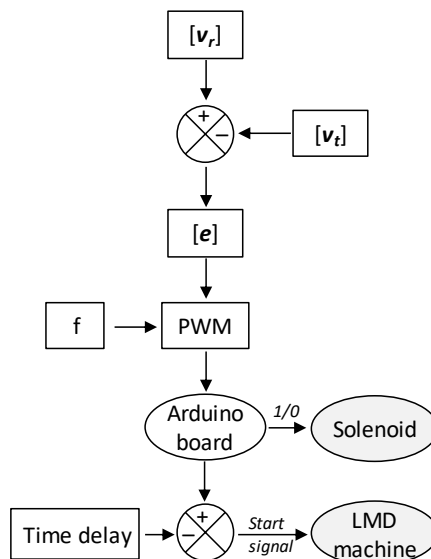 [v_r]
+
−
[v_t]
[e]
f
PWM
Arduino
board
1/0
Solenoid
Time delay
+
−
Start
signal
LMD
machine